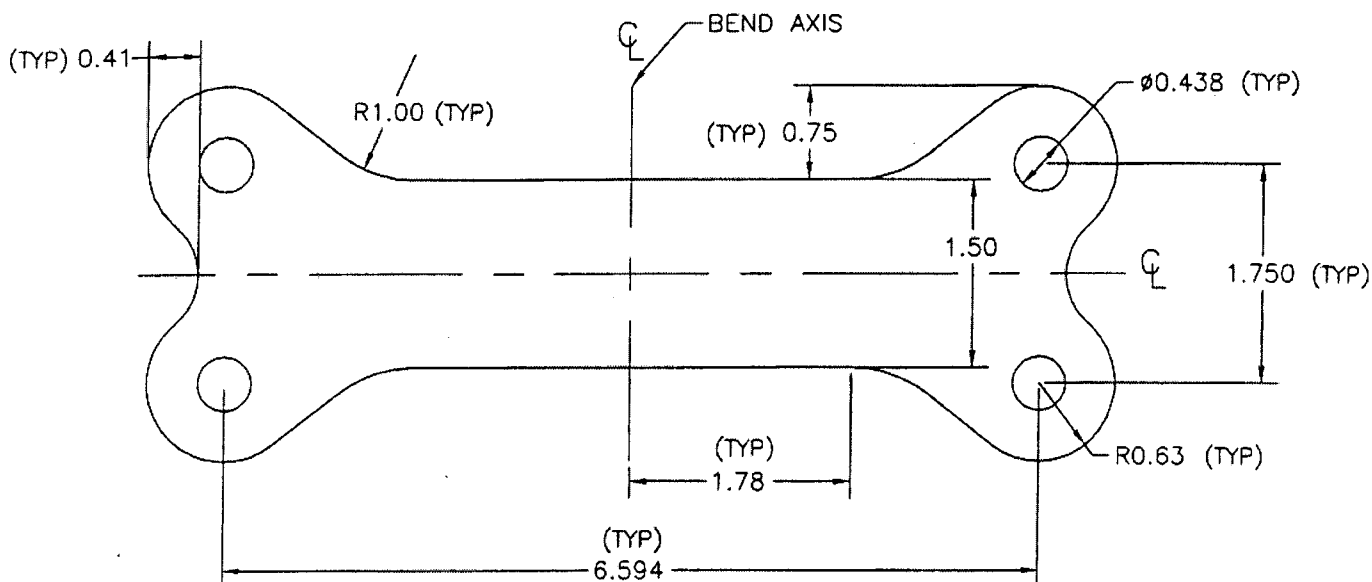 ℄
BEND AXIS
(TYP) 0.41
R1.00 (TYP)
(TYP) 0.75
ø0.438 (TYP)
1.50
℄
1.750 (TYP)
(TYP)
1.78
R0.63 (TYP)
(TYP)
6.594